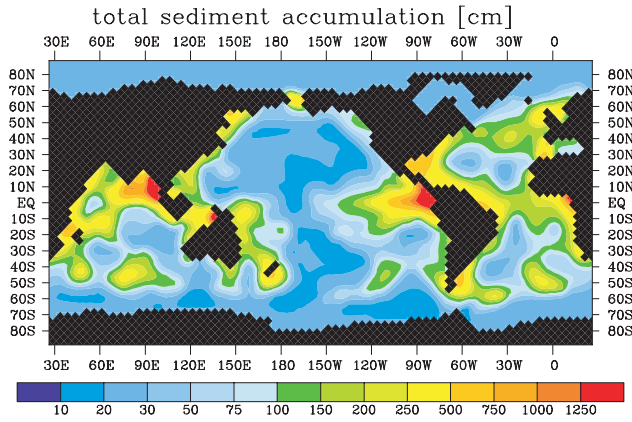 total sediment accumulation [cm]
30E 60E 90E 120E 150E 180 150W 120W 90W 60W 30W 0
80N 80N
70N 70N
60N 60N
50N 50N
40N 40N
30N 30N
20N 20N
10N 10N
EQ EQ
10S 10S
20S 20S
30S 30S
40S 40S
50S 50S
60S 60S
70S 70S
80S 80S
30E 60E 90E 120E 150E 180 150W 120W 90W 60W 30W 0
10 20 30 50 75 100 150 200 250 500 750 1000 1250